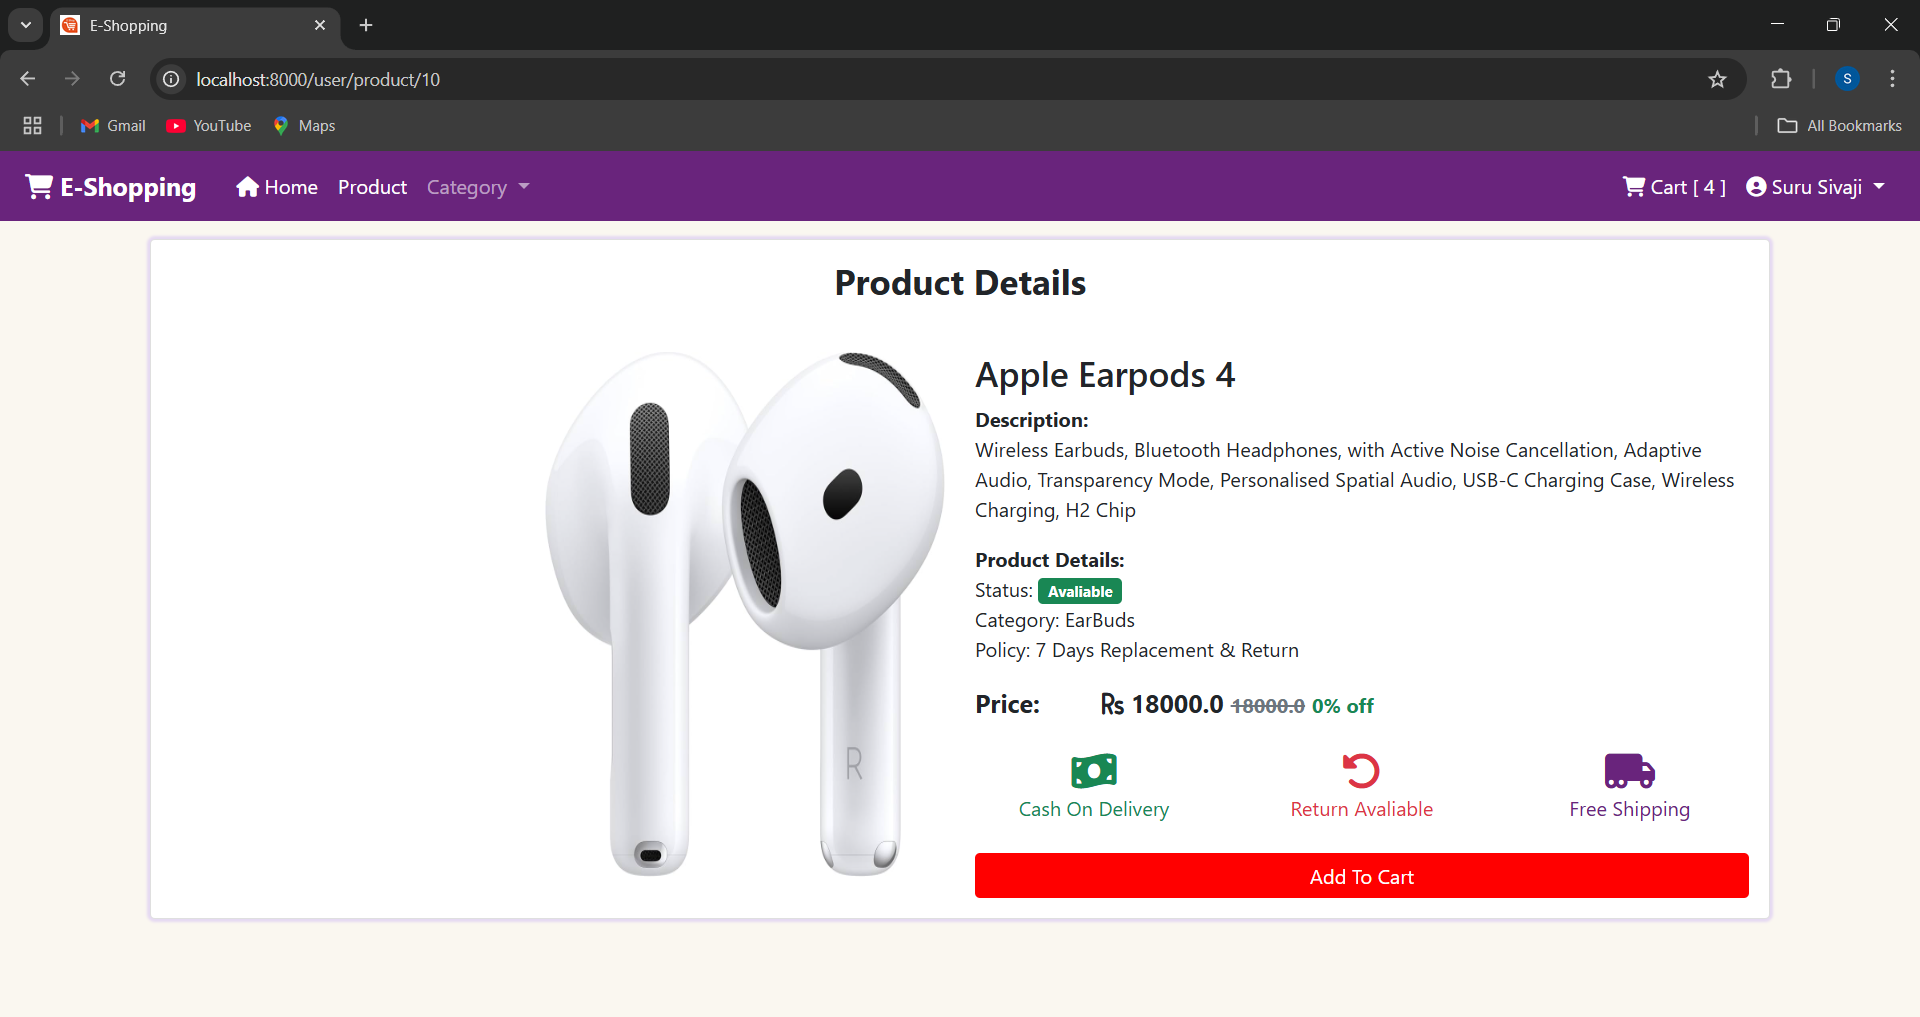 E-Shopping
localhost:8000/user/product/10
S
Gmail
YouTube
Maps
All Bookmarks
E-Shopping
Home
Product
Category
Cart [ 4 ]
Suru Sivaji
Product Details
Apple Earpods 4
Description:
Wireless Earbuds, Bluetooth Headphones, with Active Noise Cancellation, Adaptive
Audio, Transparency Mode, Personalised Spatial Audio, USB-C Charging Case, Wireless
Charging, H2 Chip
Product Details:
Status: Avaliable
Category: EarBuds
Policy: 7 Days Replacement & Return
Price: Rs 18000.0 18000.0 0% off
R
Cash On Delivery
Return Avaliable
Free Shipping
Add To Cart